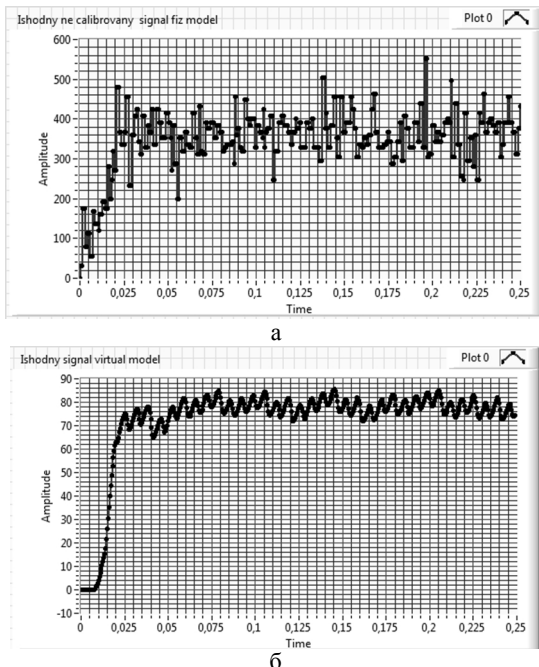 Ishodny ne calibrovany signal fiz model
Plot 0
600
500
400
300
200
100
0
Amplitude
0 0,025 0,05 0,075 0,1 0,125 0,15 0,175 0,2 0,225 0,25
Time
а
Ishodny signal virtual model
Plot 0
90
80
70
60
50
40
30
20
10
0
-10
Amplitude
0 0,025 0,05 0,075 0,1 0,125 0,15 0,175 0,2 0,225 0,25
Time
б